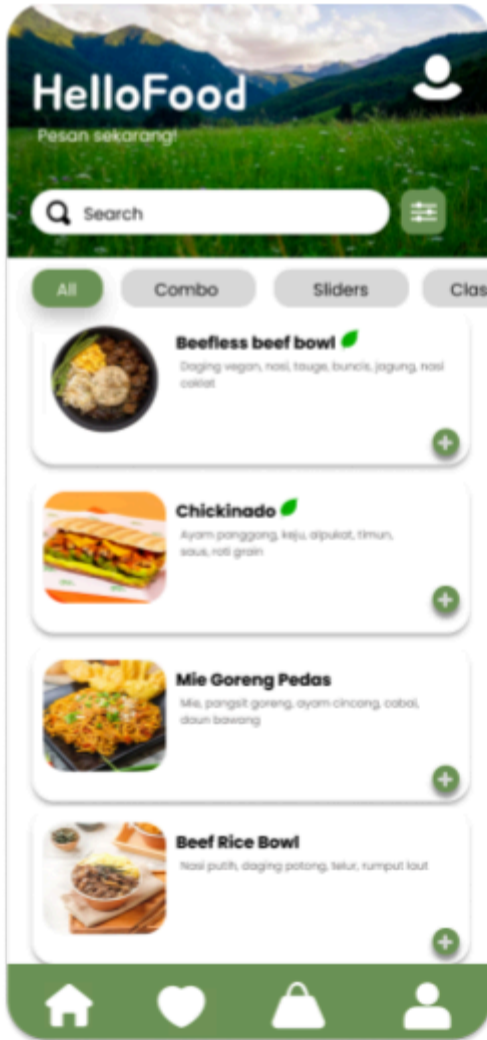 HelloFood
Pesan sekarang!
Search
All Combo Sliders Clas
Beefless beef bowl
Daging vegan, nasi, tauge, buncis, jagung, nasi
coklat
Chickinado
Ayam panggang, keju, alpukat, timun,
saus, roti grain
Mie Goreng Pedas
Mie, pangsit goreng, ayam cincang, cabai,
daun bawang
Beef Rice Bowl
Nasi putih, daging potong, telur, rumput laut